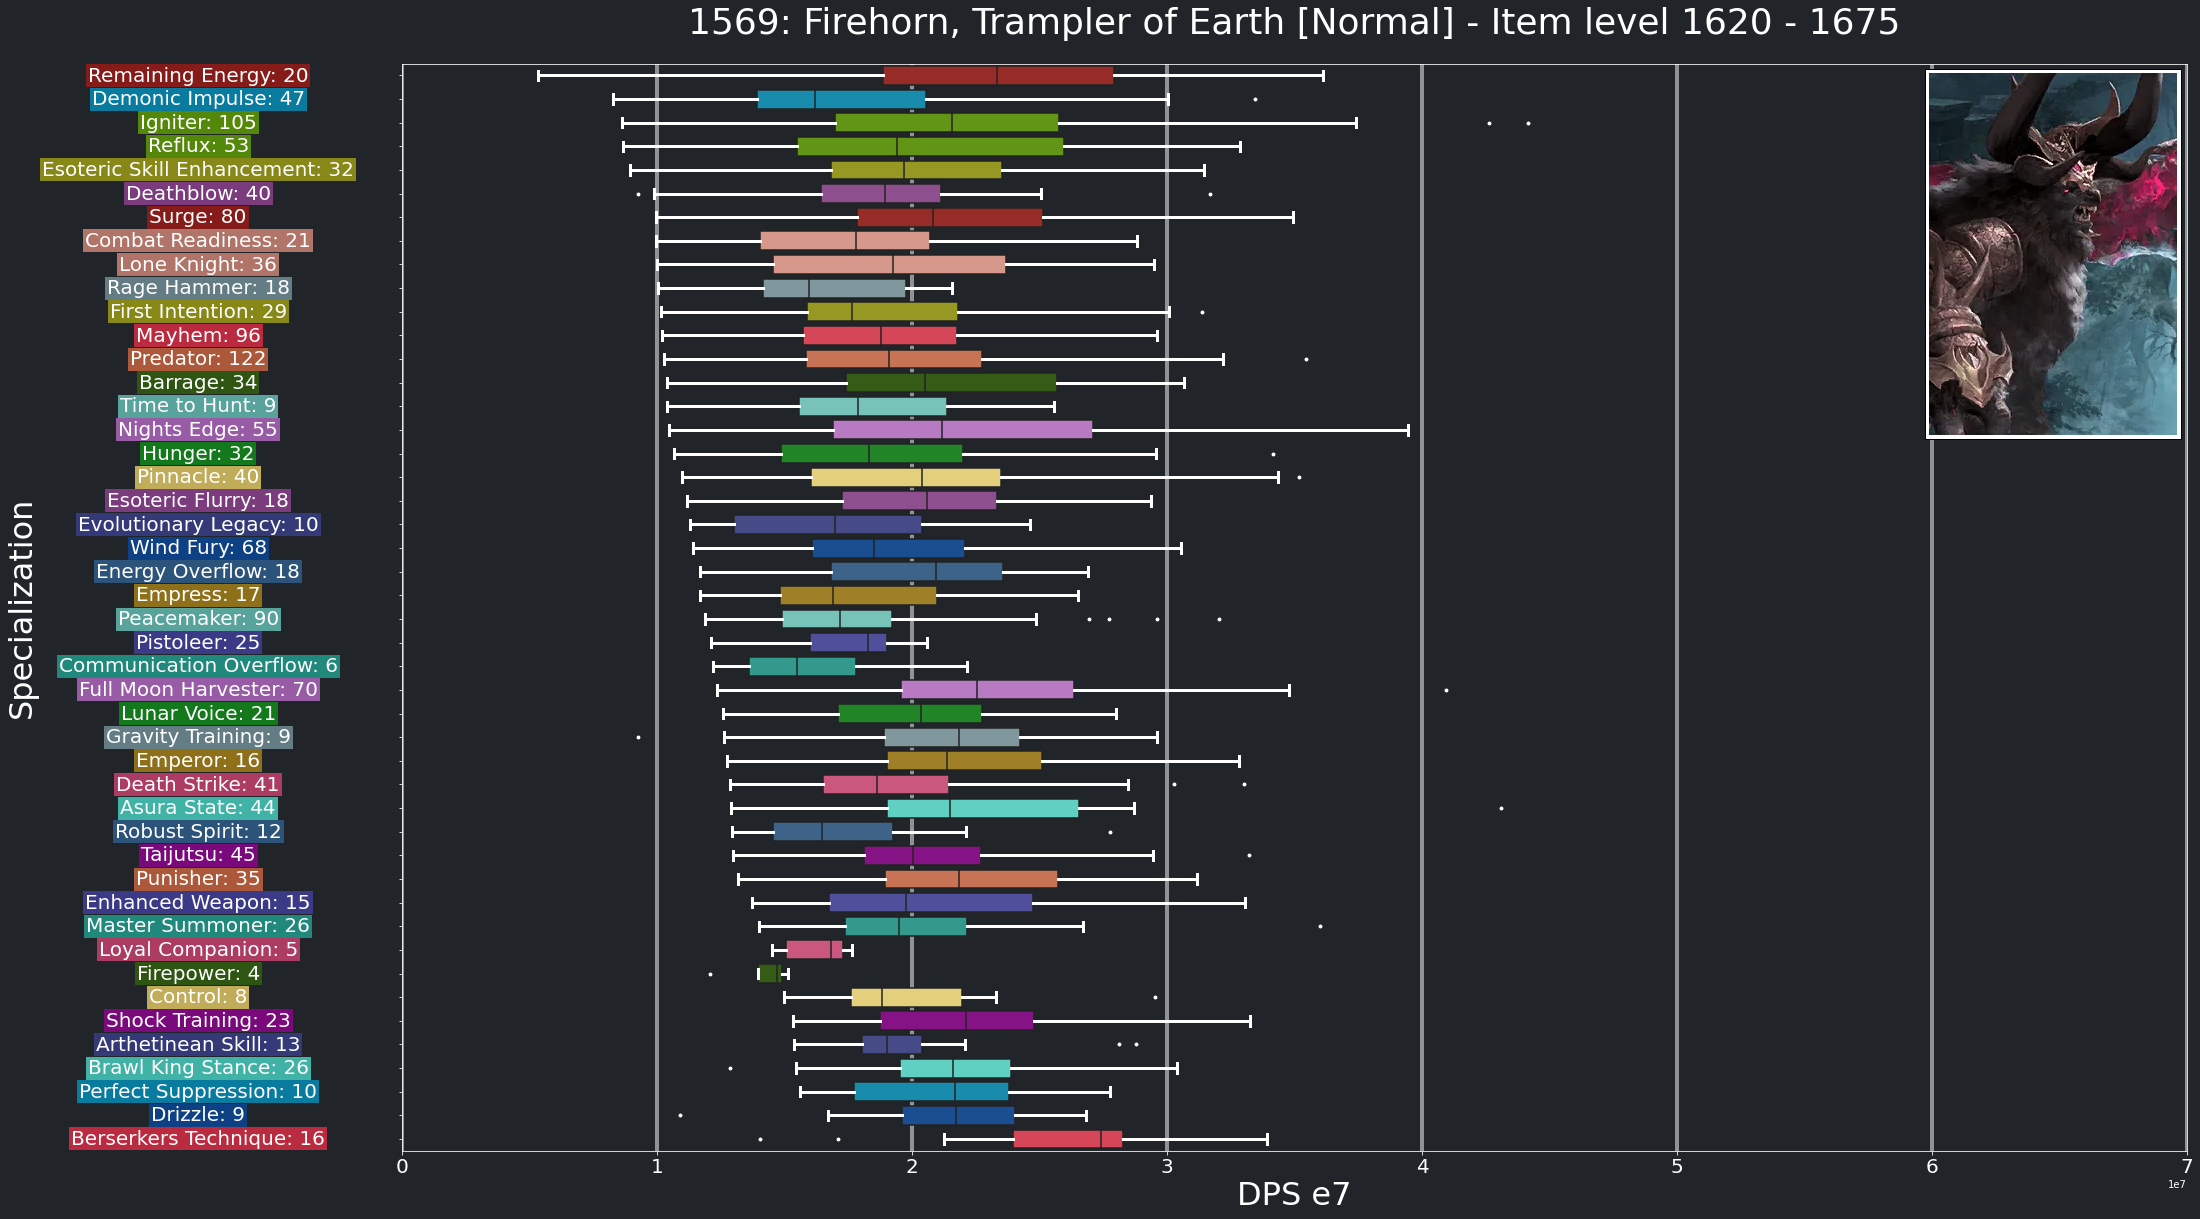 1569: Firehorn, Trampler of Earth [Normal] - Item level 1620 - 1675
Specialization
Remaining Energy: 20
Demonic Impulse: 47
Igniter: 105
Reflux: 53
Esoteric Skill Enhancement: 32
Deathblow: 40
Surge: 80
Combat Readiness: 21
Lone Knight: 36
Rage Hammer: 18
First Intention: 29
Mayhem: 96
Predator: 122
Barrage: 34
Time to Hunt: 9
Nights Edge: 55
Hunger: 32
Pinnacle: 40
Esoteric Flurry: 18
Evolutionary Legacy: 10
Wind Fury: 68
Energy Overflow: 18
Empress: 17
Peacemaker: 90
Pistoleer: 25
Communication Overflow: 6
Full Moon Harvester: 70
Lunar Voice: 21
Gravity Training: 9
Emperor: 16
Death Strike: 41
Asura State: 44
Robust Spirit: 12
Taijutsu: 45
Punisher: 35
Enhanced Weapon: 15
Master Summoner: 26
Loyal Companion: 5
Firepower: 4
Control: 8
Shock Training: 23
Arthetinean Skill: 13
Brawl King Stance: 26
Perfect Suppression: 10
Drizzle: 9
Berserkers Technique: 16
0 1 2 3 4 5 6 7
1e7
DPS e7